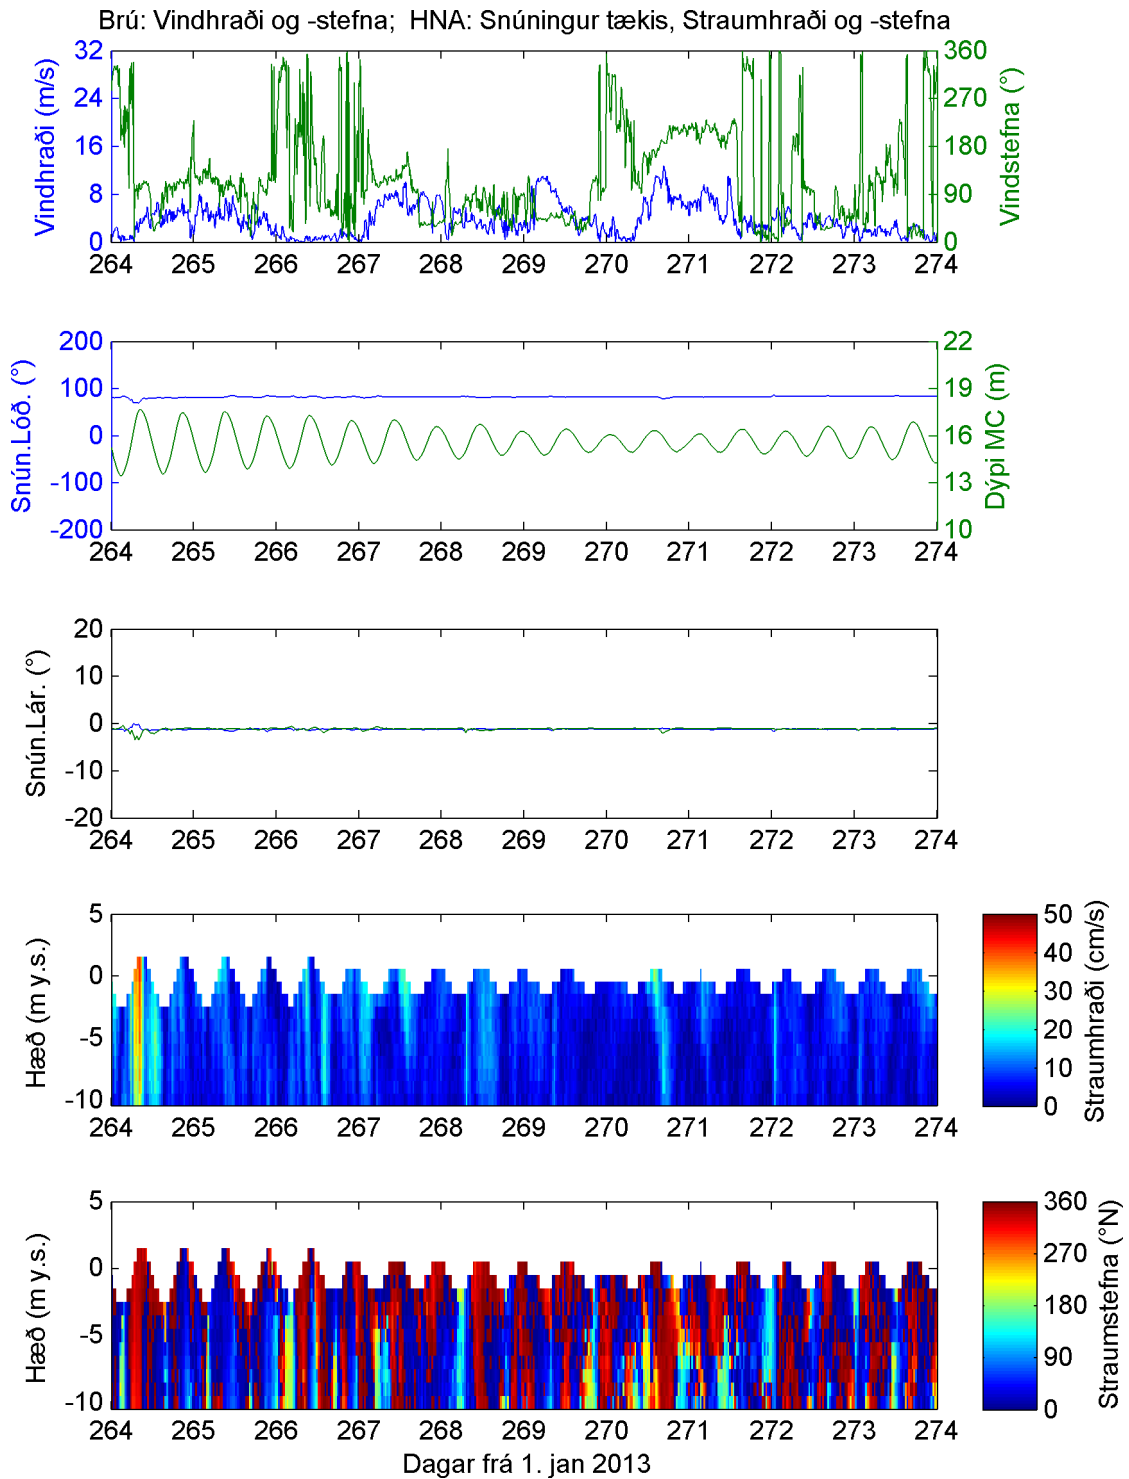 Brú: Vindhraði og -stefna;  HNA: Snúningur tækis, Straumhraði og -stefna
Vindhraði (m/s)
32
24
16
8
0
360
270
180
90
0
Vindstefna (°)
264 265 266 267 268 269 270 271 272 273 274
Snún.Lóð. (°)
200
100
0
-100
-200
22
19
16
13
10
Dýpi MC (m)
264 265 266 267 268 269 270 271 272 273 274
Snún.Lár. (°)
20
10
0
-10
-20
264 265 266 267 268 269 270 271 272 273 274
Hæð (m y.s.)
5
0
-5
-10
264 265 266 267 268 269 270 271 272 273 274
50
40
30
20
10
0
Straumhraði (cm/s)
Hæð (m y.s.)
5
0
-5
-10
264 265 266 267 268 269 270 271 272 273 274
360
270
180
90
0
Straumstefna (°N)
Dagar frá 1. jan 2013